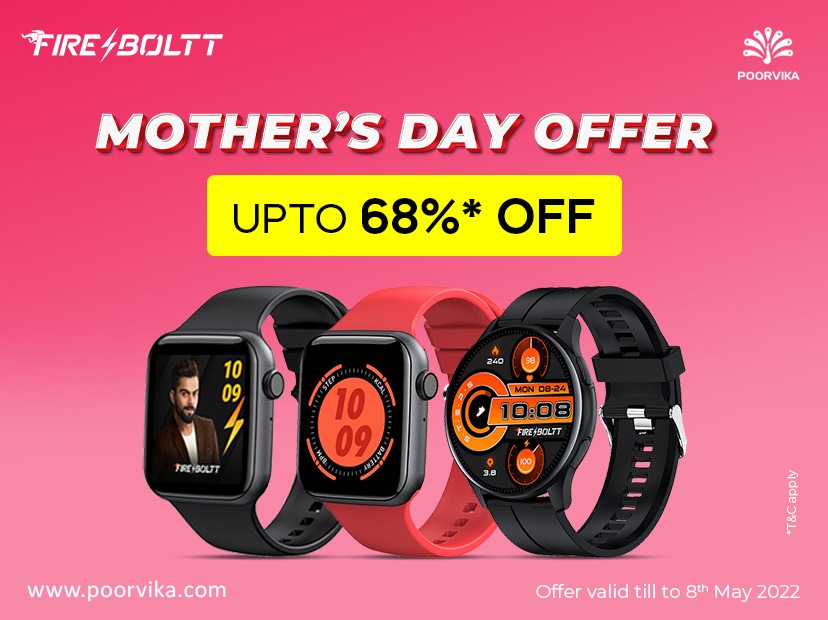 FIRE BOLTT
POORVIKA
MOTHER'S DAY OFFER
UPTO 68%* OFF
10
09
FIRE BOLTT
STEP
KCAL
10
09
BPM
BATTERY
240
98
MON 08-24
STEPS
10:08
FIRE BOLTT
100
3.8
*T&C apply
www.poorvika.com
Offer valid till to 8th May 2022